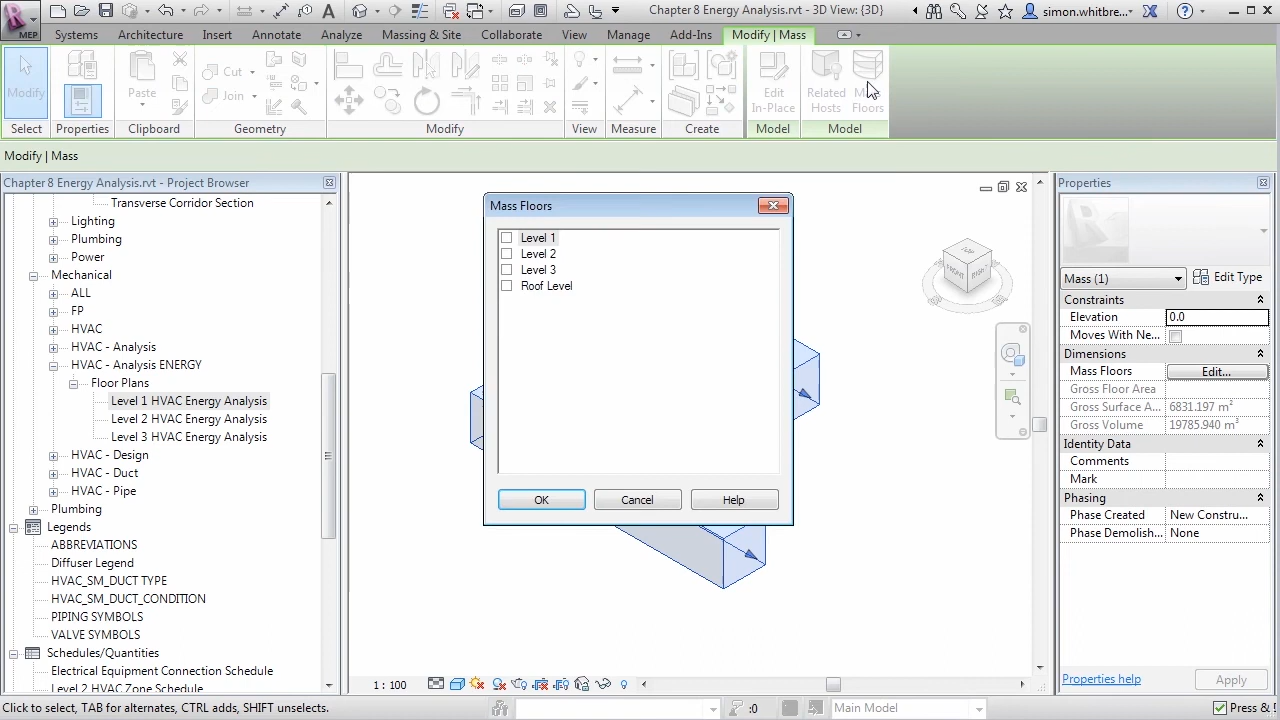 Chapter 8 Energy Analysis.rvt - 3D View: {3D}
simon.whitbre...
MEP
Systems Architecture Insert Annotate Analyze Massing & Site Collaborate View Manage Add-Ins Modify | Mass
Modify
Paste
Cut
Join
Edit
In-Place
Related
Hosts
Floors
Select Properties Clipboard Geometry Modify View Measure Create Model Model
Modify | Mass
Chapter 8 Energy Analysis.rvt - Project Browser
Transverse Corridor Section
Lighting
Plumbing
Power
Mechanical
ALL
FP
HVAC
HVAC - Analysis
HVAC - Analysis ENERGY
Floor Plans
Level 1 HVAC Energy Analysis
Level 2 HVAC Energy Analysis
Level 3 HVAC Energy Analysis
HVAC - Design
HVAC - Duct
HVAC - Pipe
Plumbing
Legends
ABBREVIATIONS
Diffuser Legend
HVAC_SM_DUCT TYPE
HVAC_SM_DUCT_CONDITION
PIPING SYMBOLS
VALVE SYMBOLS
Schedules/Quantities
Electrical Equipment Connection Schedule
Level 2 HVAC Zone Schedule
Mass Floors
Level 1
Level 2
Level 3
Roof Level
OK Cancel Help
TOP
FRONT
RIGHT
Properties
Mass (1) Edit Type
Constraints
Elevation 0.0
Moves With Ne...
Dimensions
Mass Floors Edit...
Gross Floor Area
Gross Surface A... 6831.197 m²
Gross Volume 19785.940 m²
Identity Data
Comments
Mark
Phasing
Phase Created New Constru...
Phase Demolish... None
Properties help Apply
1 : 100
Click to select, TAB for alternates, CTRL adds, SHIFT unselects.
:0
Main Model
Press &